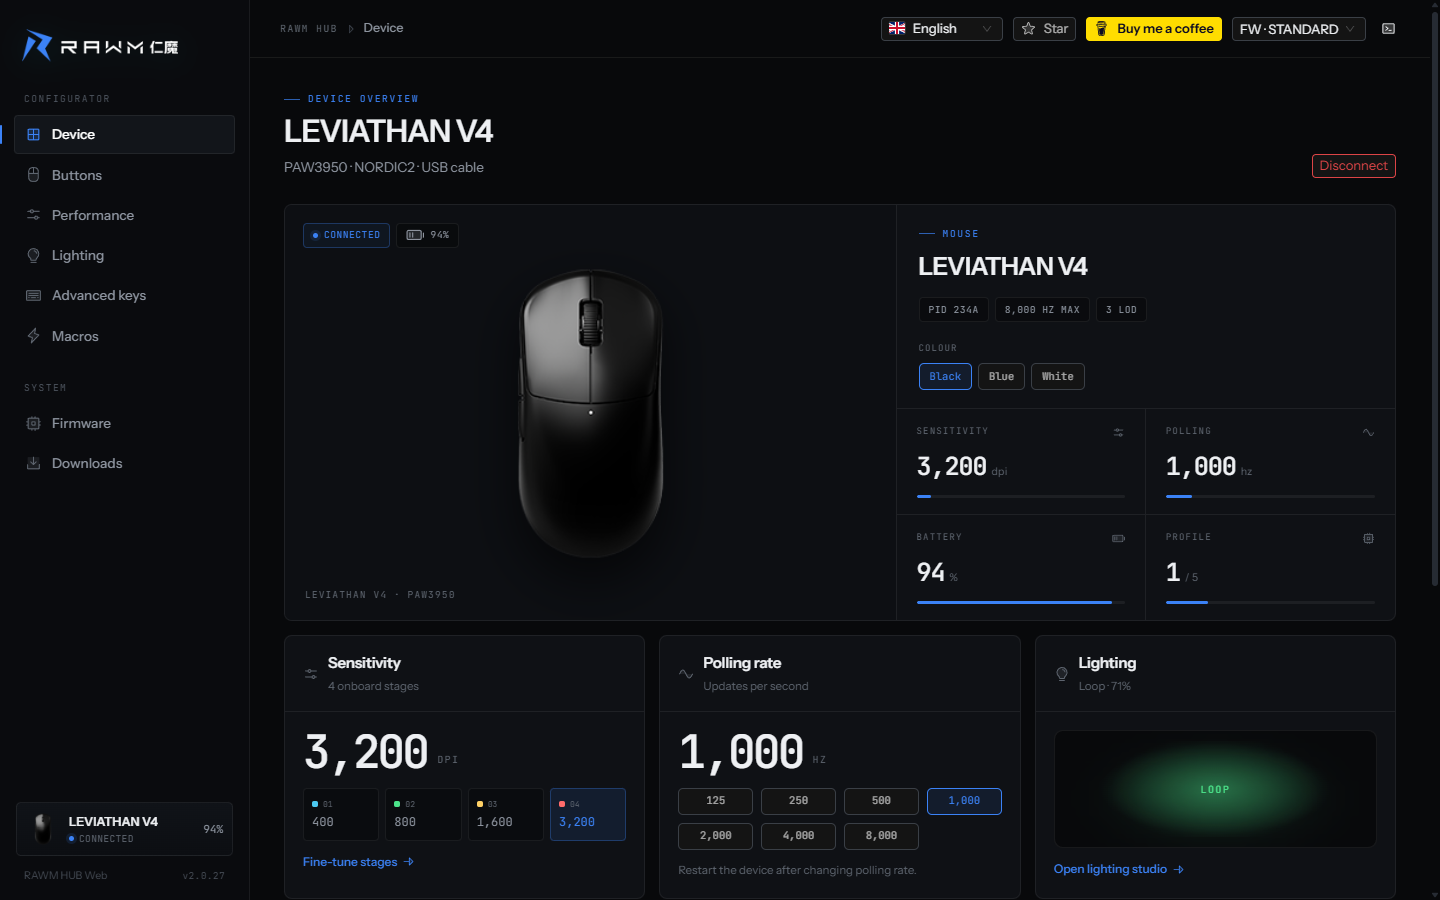 RAWM 仁魔
CONFIGURATOR
Device
Buttons
Performance
Lighting
Advanced keys
Macros
SYSTEM
Firmware
Downloads
LEVIATHAN V4
CONNECTED
94%
RAWM HUB Web
v2.0.27
RAWM HUB
Device
English
Star
Buy me a coffee
FW · STANDARD
DEVICE OVERVIEW
LEVIATHAN V4
PAW3950 · NORDIC2 · USB cable
Disconnect
CONNECTED
94%
LEVIATHAN V4 · PAW3950
MOUSE
LEVIATHAN V4
PID 234A
8,000 HZ MAX
3 LOD
COLOUR
Black
Blue
White
SENSITIVITY
3,200 dpi
POLLING
1,000 hz
BATTERY
94 %
PROFILE
1 / 5
Sensitivity
4 onboard stages
3,200 DPI
01
400
02
800
03
1,600
04
3,200
Fine-tune stages
Polling rate
Updates per second
1,000 HZ
125
250
500
1,000
2,000
4,000
8,000
Restart the device after changing polling rate.
Lighting
Loop · 71%
LOOP
Open lighting studio